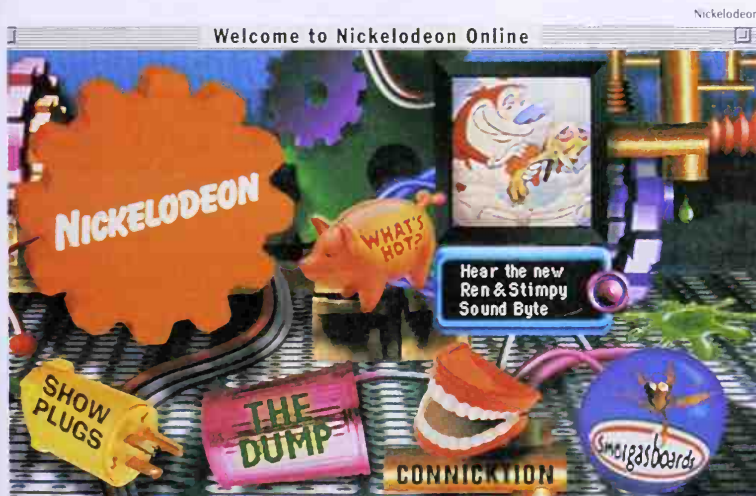 Nickelodeon
Welcome to Nickelodeon Online
NICKELODEON
WHAT'S
HOT?
Hear the new
Ren & Stimpy
Sound Byte
SHOW
PLUGS
THE
DUMP
CONNICKTION
Smorgasboards